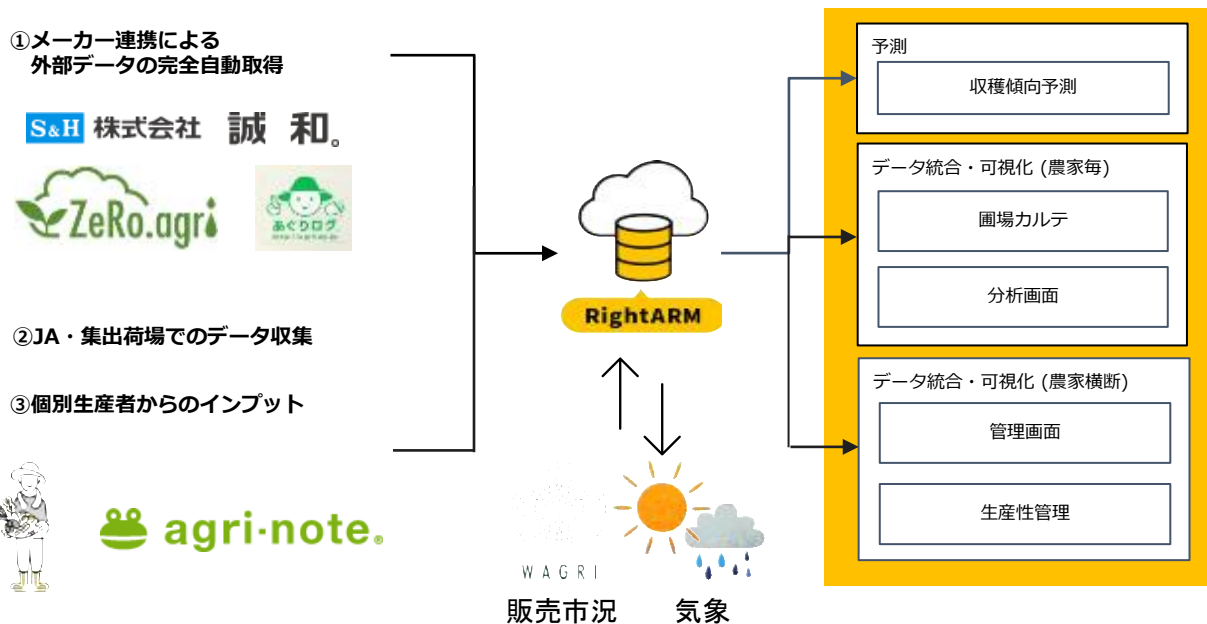 ①メーカー連携による
外部データの完全自動取得
S&H 株式会社 誠和。
ZeRo.agri
あぐりログ
②JA・集出荷場でのデータ収集
③個別生産者からのインプット
agri-note®
RightARM
WAGRI
販売市況 気象
予測
収穫傾向予測
データ統合・可視化 (農家毎)
圃場カルテ
分析画面
データ統合・可視化 (農家横断)
管理画面
生産性管理